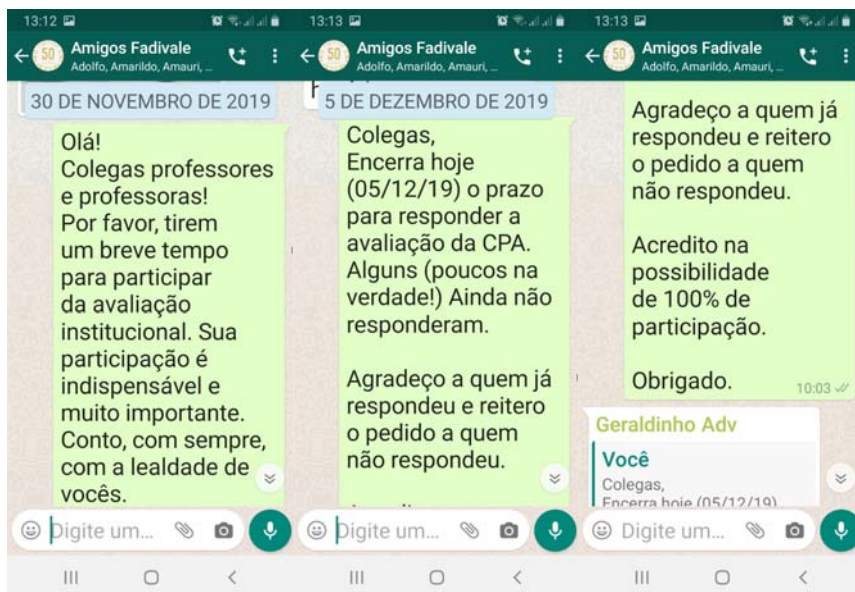 13:12
Amigos Fadivale
Adolfo, Amarildo, Amauri, ...
30 DE NOVEMBRO DE 2019
Olá!
Colegas professores
e professoras!
Por favor, tirem
um breve tempo
para participar
da avaliação
institucional. Sua
participação é
indispensável e
muito importante.
Conto, com sempre,
com a lealdade de
vocês.
Digite um...
13:13
50
Amigos Fadivale
Adolfo, Amarildo, Amauri, ...
5 DE DEZEMBRO DE 2019
Colegas,
Encerra hoje
(05/12/19) o prazo
para responder a
avaliação da CPA.
Alguns (poucos na
verdade!) Ainda não
responderam.
Agradeço a quem já
respondeu e reitero
o pedido a quem
não respondeu.
Digite um...
13:13
50
Amigos Fadivale
Adolfo, Amarildo, Amauri, ...
Agradeço a quem já
respondeu e reitero
o pedido a quem
não respondeu.
Acredito na
possibilidade
de 100% de
participação.
Obrigado.
10:03
Geraldinho Adv
Você
Colegas,
Encerra hoje (05/12/19)
Digite um...